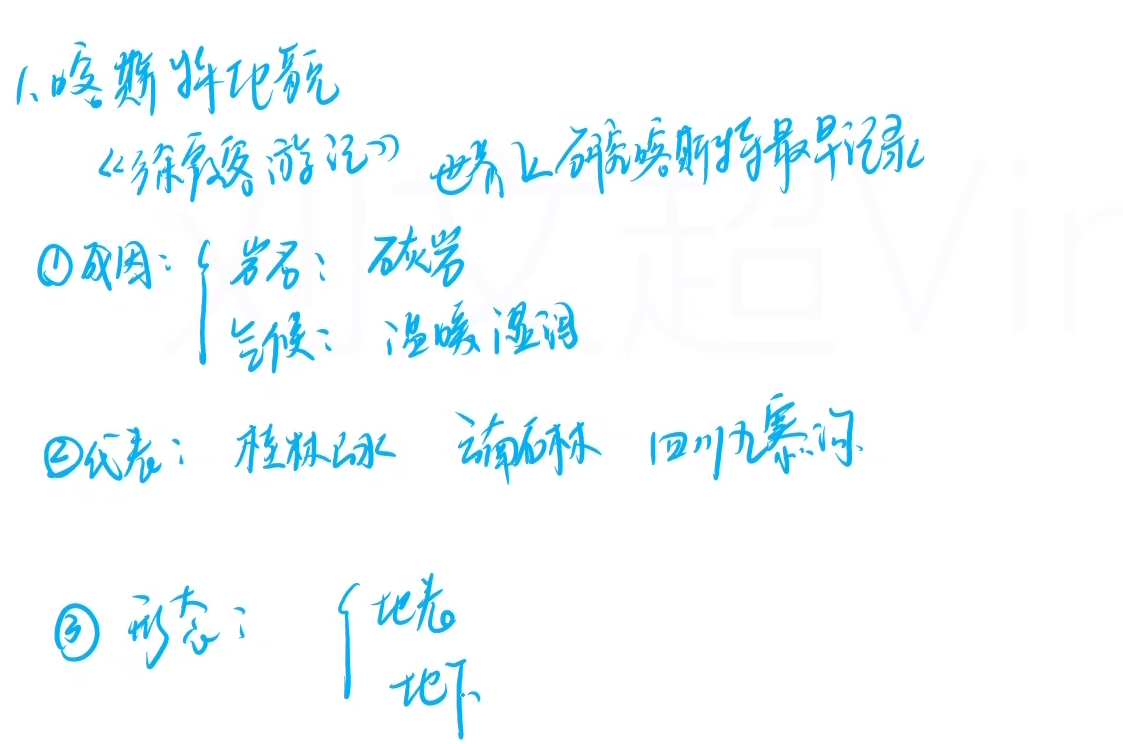 1、喀斯特地貌
《徐霞客游记》 世界上研究喀斯特最早记录
①成因：{ 岩石： 石灰岩
气候： 温暖湿润
②代表： 桂林山水 云南石林 四川九寨沟
③ 形态： { 地表
地下